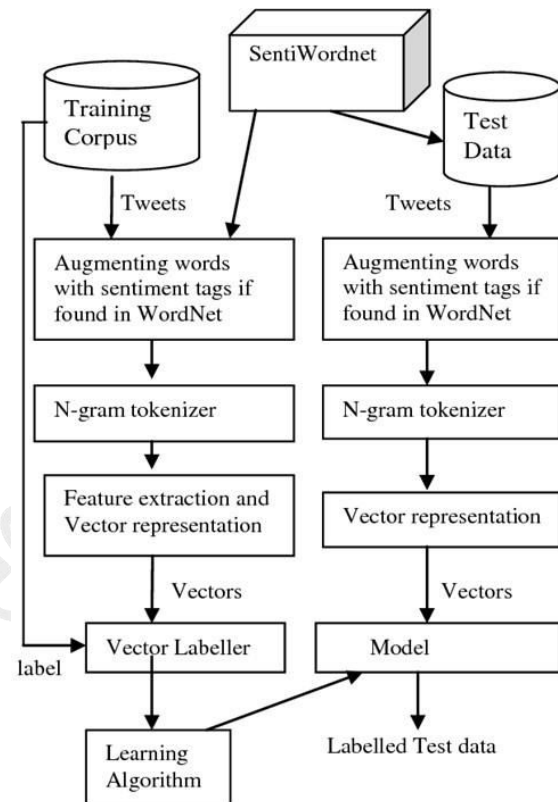 SentiWordnet
Training
Corpus
Test
Data
Tweets
Tweets
Augmenting words
with sentiment tags if
found in WordNet
Augmenting words
with sentiment tags if
found in WordNet
N-gram tokenizer
N-gram tokenizer
Feature extraction and
Vector representation
Vector representation
Vectors
Vectors
Vector Labeller
Model
label
Learning
Algorithm
Labelled Test data